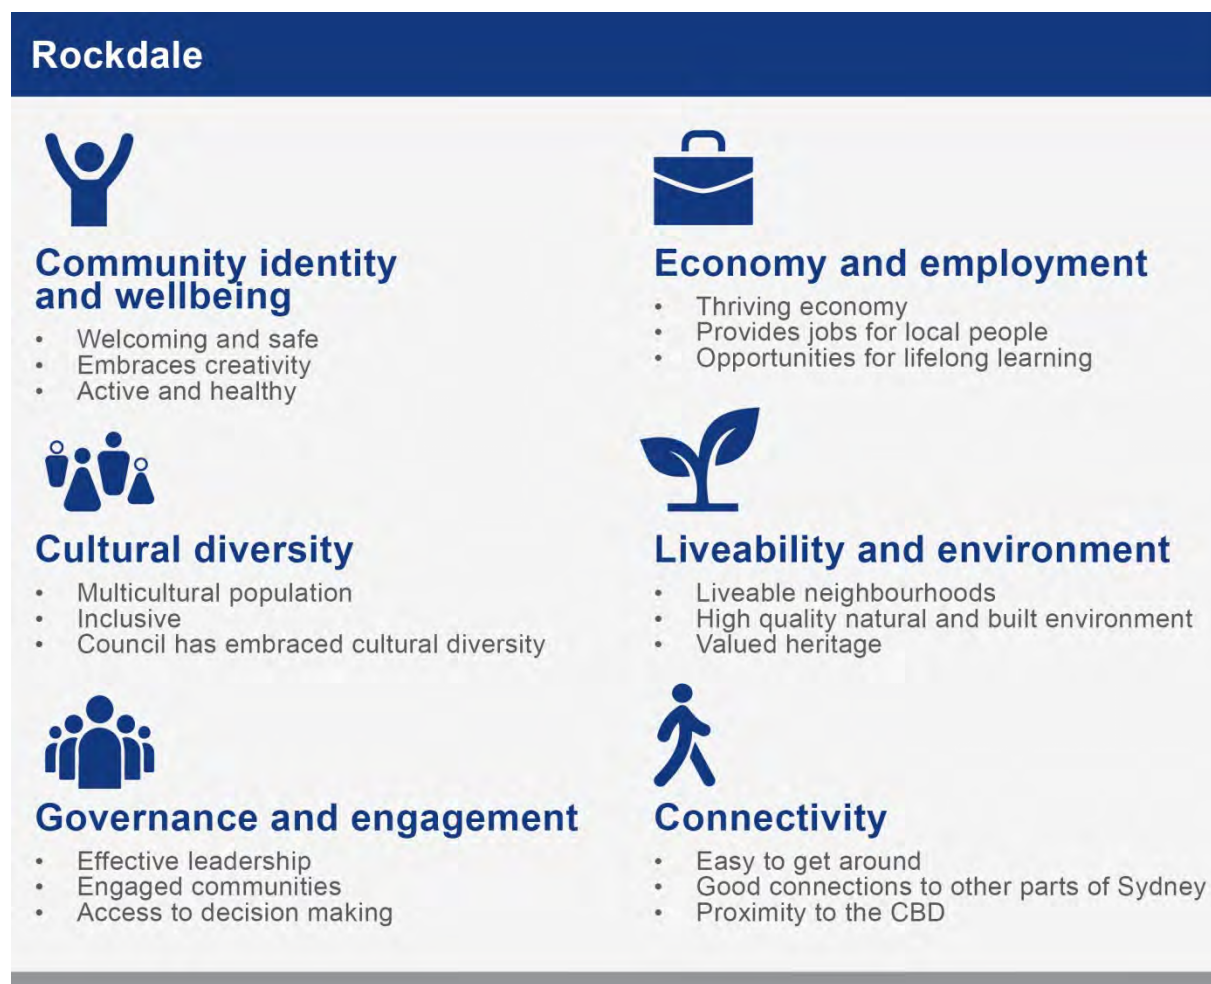 Rockdale
Community identity
and wellbeing
• Welcoming and safe
• Embraces creativity
• Active and healthy
Cultural diversity
• Multicultural population
• Inclusive
• Council has embraced cultural diversity
Governance and engagement
• Effective leadership
• Engaged communities
• Access to decision making
Economy and employment
• Thriving economy
• Provides jobs for local people
• Opportunities for lifelong learning
Liveability and environment
• Liveable neighbourhoods
• High quality natural and built environment
• Valued heritage
Connectivity
• Easy to get around
• Good connections to other parts of Sydney
• Proximity to the CBD